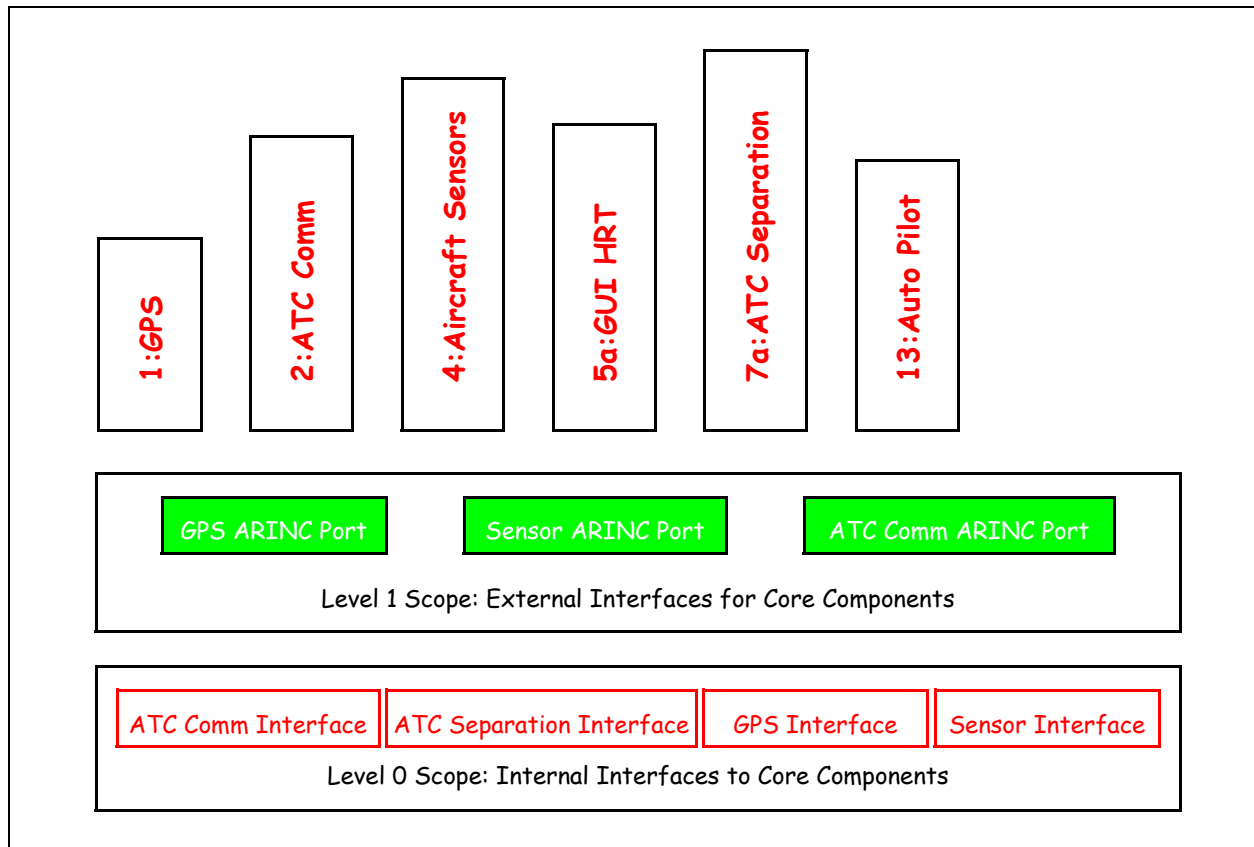 1:GPS
2:ATC Comm
4:Aircraft Sensors
5a:GUI HRT
7a:ATC Separation
13:Auto Pilot
GPS ARINC Port
Sensor ARINC Port
ATC Comm ARINC Port
Level 1 Scope: External Interfaces for Core Components
ATC Comm Interface
ATC Separation Interface
GPS Interface
Sensor Interface
Level 0 Scope: Internal Interfaces to Core Components